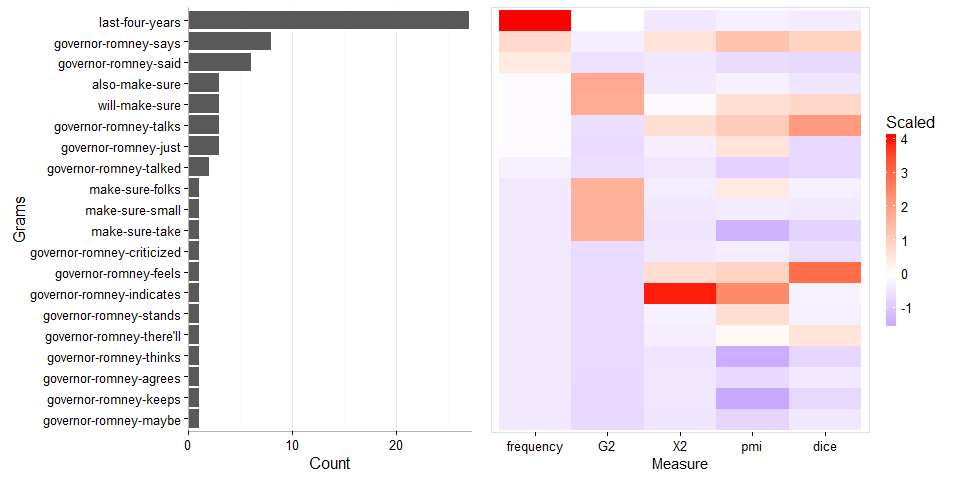 last-four-years
governor-romney-says
governor-romney-said
also-make-sure
will-make-sure
governor-romney-talks
governor-romney-just
governor-romney-talked
make-sure-folks
make-sure-small
make-sure-take
governor-romney-criticized
governor-romney-feels
governor-romney-indicates
governor-romney-stands
governor-romney-there'll
governor-romney-thinks
governor-romney-agrees
governor-romney-keeps
governor-romney-maybe
Grams
0 10 20
Count
frequency G2 X2 pmi dice
Measure
Scaled
4
3
2
1
0
-1